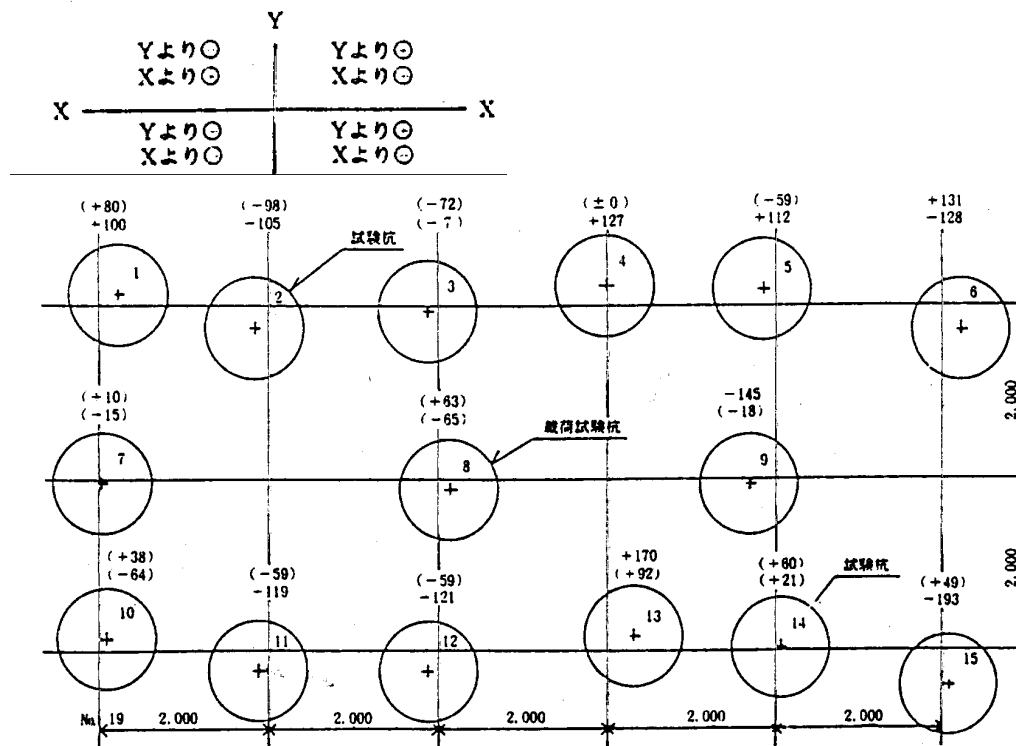 Y
Yより⊙ Yより⊙
Xより⊙ Xより⊙
X X
Yより⊙ Yより⊙
Xより⊙ Xより⊙
(+80) (-98) (-72) (±0) (-59) +131
+100 -105 (-7) +127 +112 -128
試験杭
1 2 3 4 5 6
2.000
(+10) (+63) -145
(-15) (-65) (-18)
載荷試験杭
7 8 9
2.000
(+38) (-59) (-59) +170 (+60) (+49)
(-64) -119 -121 (+92) (+21) -193
試験杭
10 11 12 13 14 15
No. 19 2.000 2.000 2.000 2.000 2.000